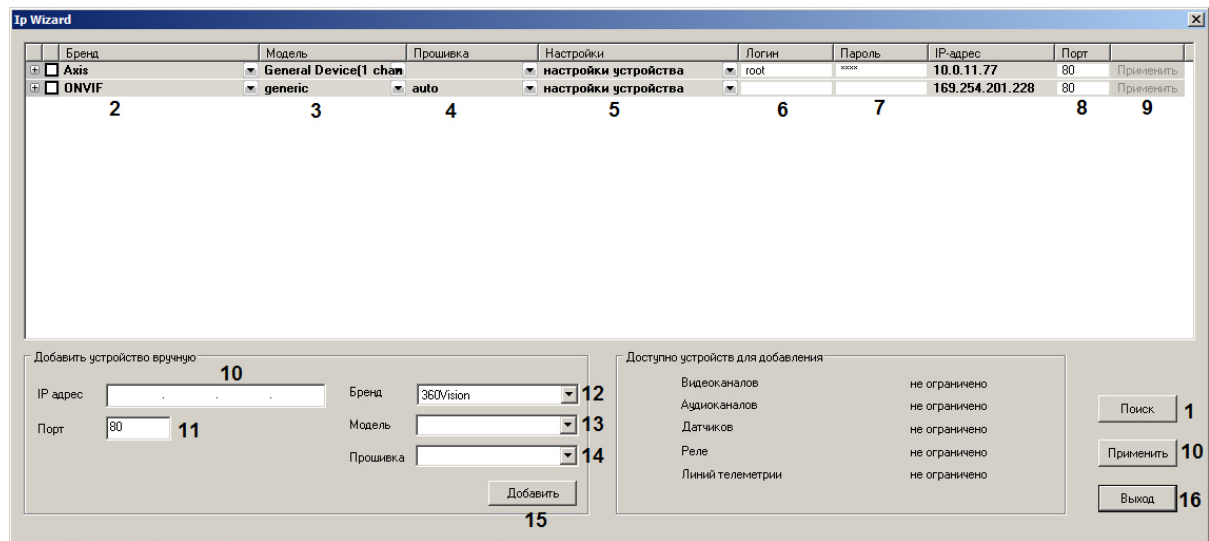 Ip Wizard
Бренд Модель Прошивка Настройки Логин Пароль IP-адрес Порт
Axis General Device(1 chan настройки устройства root **** 10.0.11.77 80 Применить
ONVIF generic auto настройки устройства 169.254.201.228 80 Применить
2 3 4 5 6 7 8 9
Добавить устройство вручную
10
IP адрес . . .
Порт 80 11
Бренд 360Vision 12
Модель 13
Прошивка 14
Добавить
15
Доступно устройств для добавления
Видеоканалов не ограничено
Аудиоканалов не ограничено
Датчиков не ограничено
Реле не ограничено
Линий телеметрии не ограничено
Поиск 1
Применить 10
Выход 16